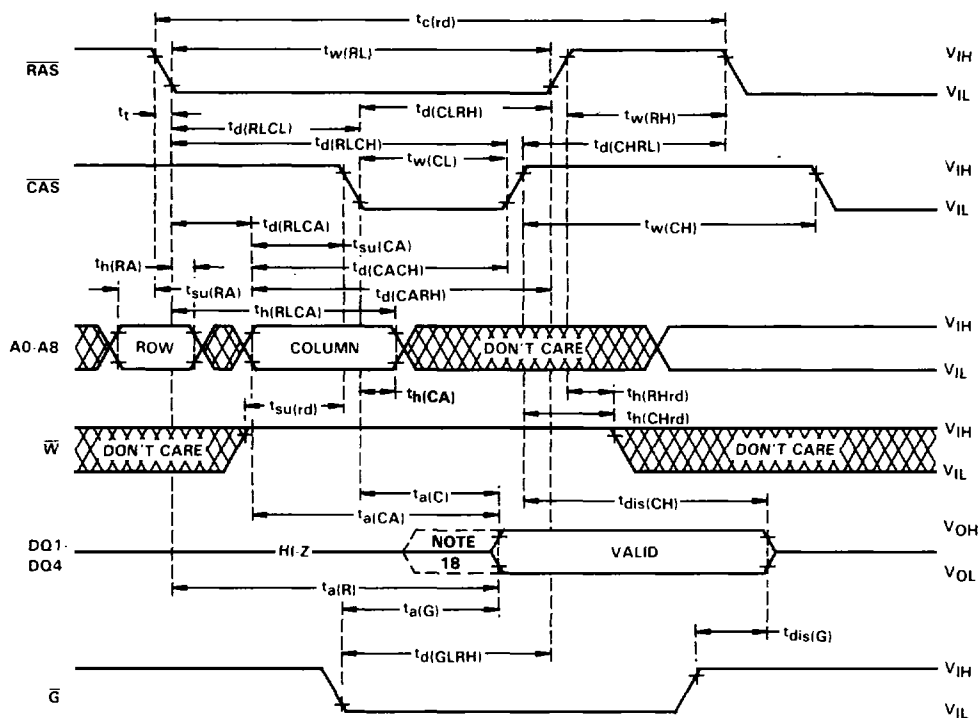 tc(rd)
RAS
tw(RL)
VIH
VIL
tt
td(CLRH)
tw(RH)
td(RLCL)
td(RLCH)
td(CHRL)
tw(CL)
CAS
VIH
VIL
td(RLCA)
tw(CH)
tsu(CA)
th(RA)
td(CACH)
tsu(RA)
td(CARH)
th(RLCA)
A0-A8
ROW
COLUMN
DON'T CARE
VIH
VIL
tsu(rd)
th(CA)
th(RHrd)
th(CHrd)
W
DON'T CARE
DON'T CARE
VIH
VIL
ta(C)
tdis(CH)
ta(CA)
DQ1-
DQ4
HI-Z
NOTE
18
VALID
VOH
VOL
ta(R)
ta(G)
tdis(G)
td(GLRH)
G
VIH
VIL